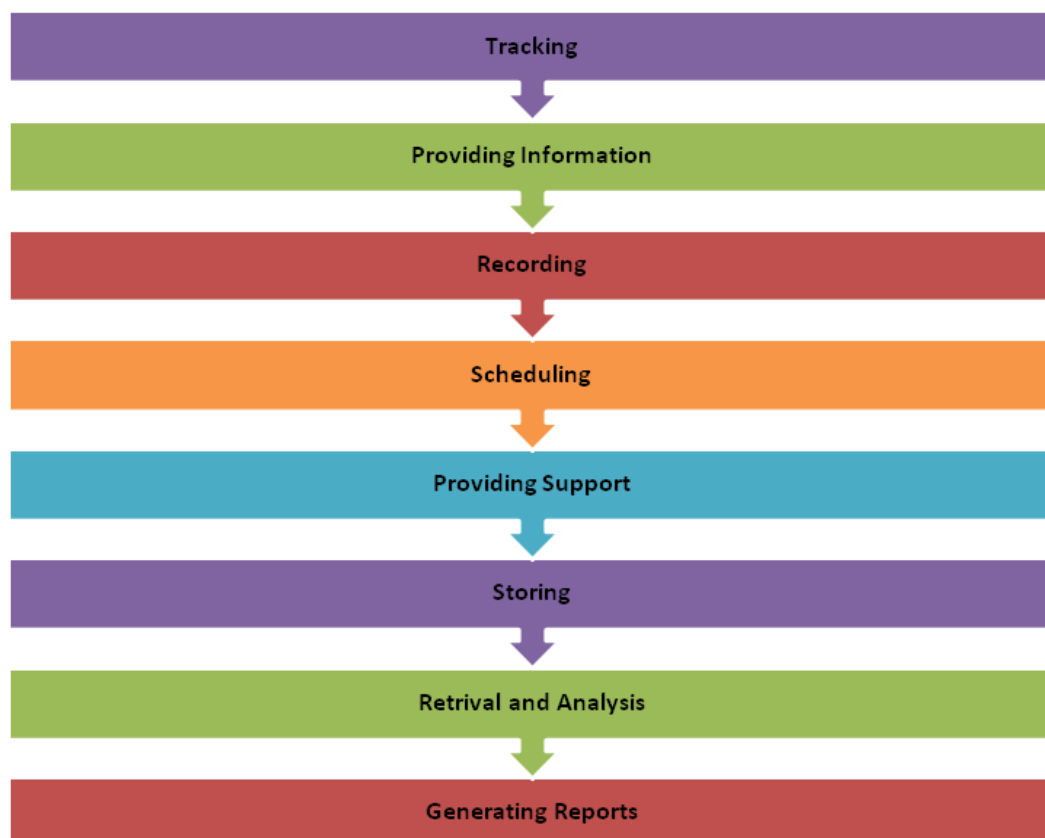 Tracking
Providing Information
Recording
Scheduling
Providing Support
Storing
Retrival and Analysis
Generating Reports